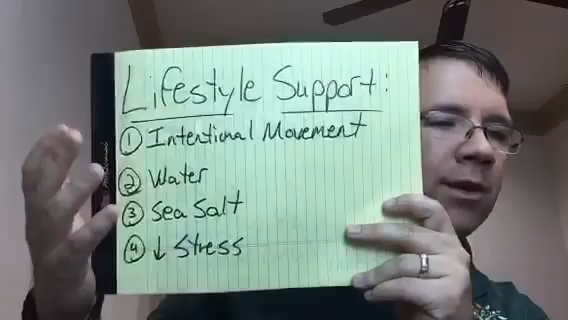 Lifestyle Support:
① Intentional Movement
② Water
③ Sea Salt
④ ↓ Stress